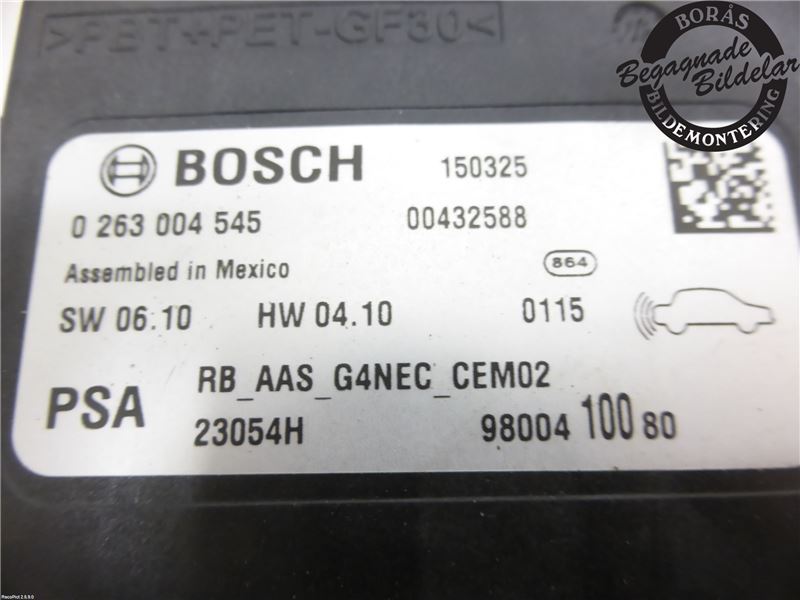 >PBT+PET-GF30<
BORÅS
Begagnade
Bildelar
BILDEMONTERING
BOSCH 150325
0 263 004 545 00432588
Assembled in Mexico 864
SW 06.10 HW 04.10 0115
RB_AAS_G4NEC_CEM02
PSA
23054H 98004 100 80